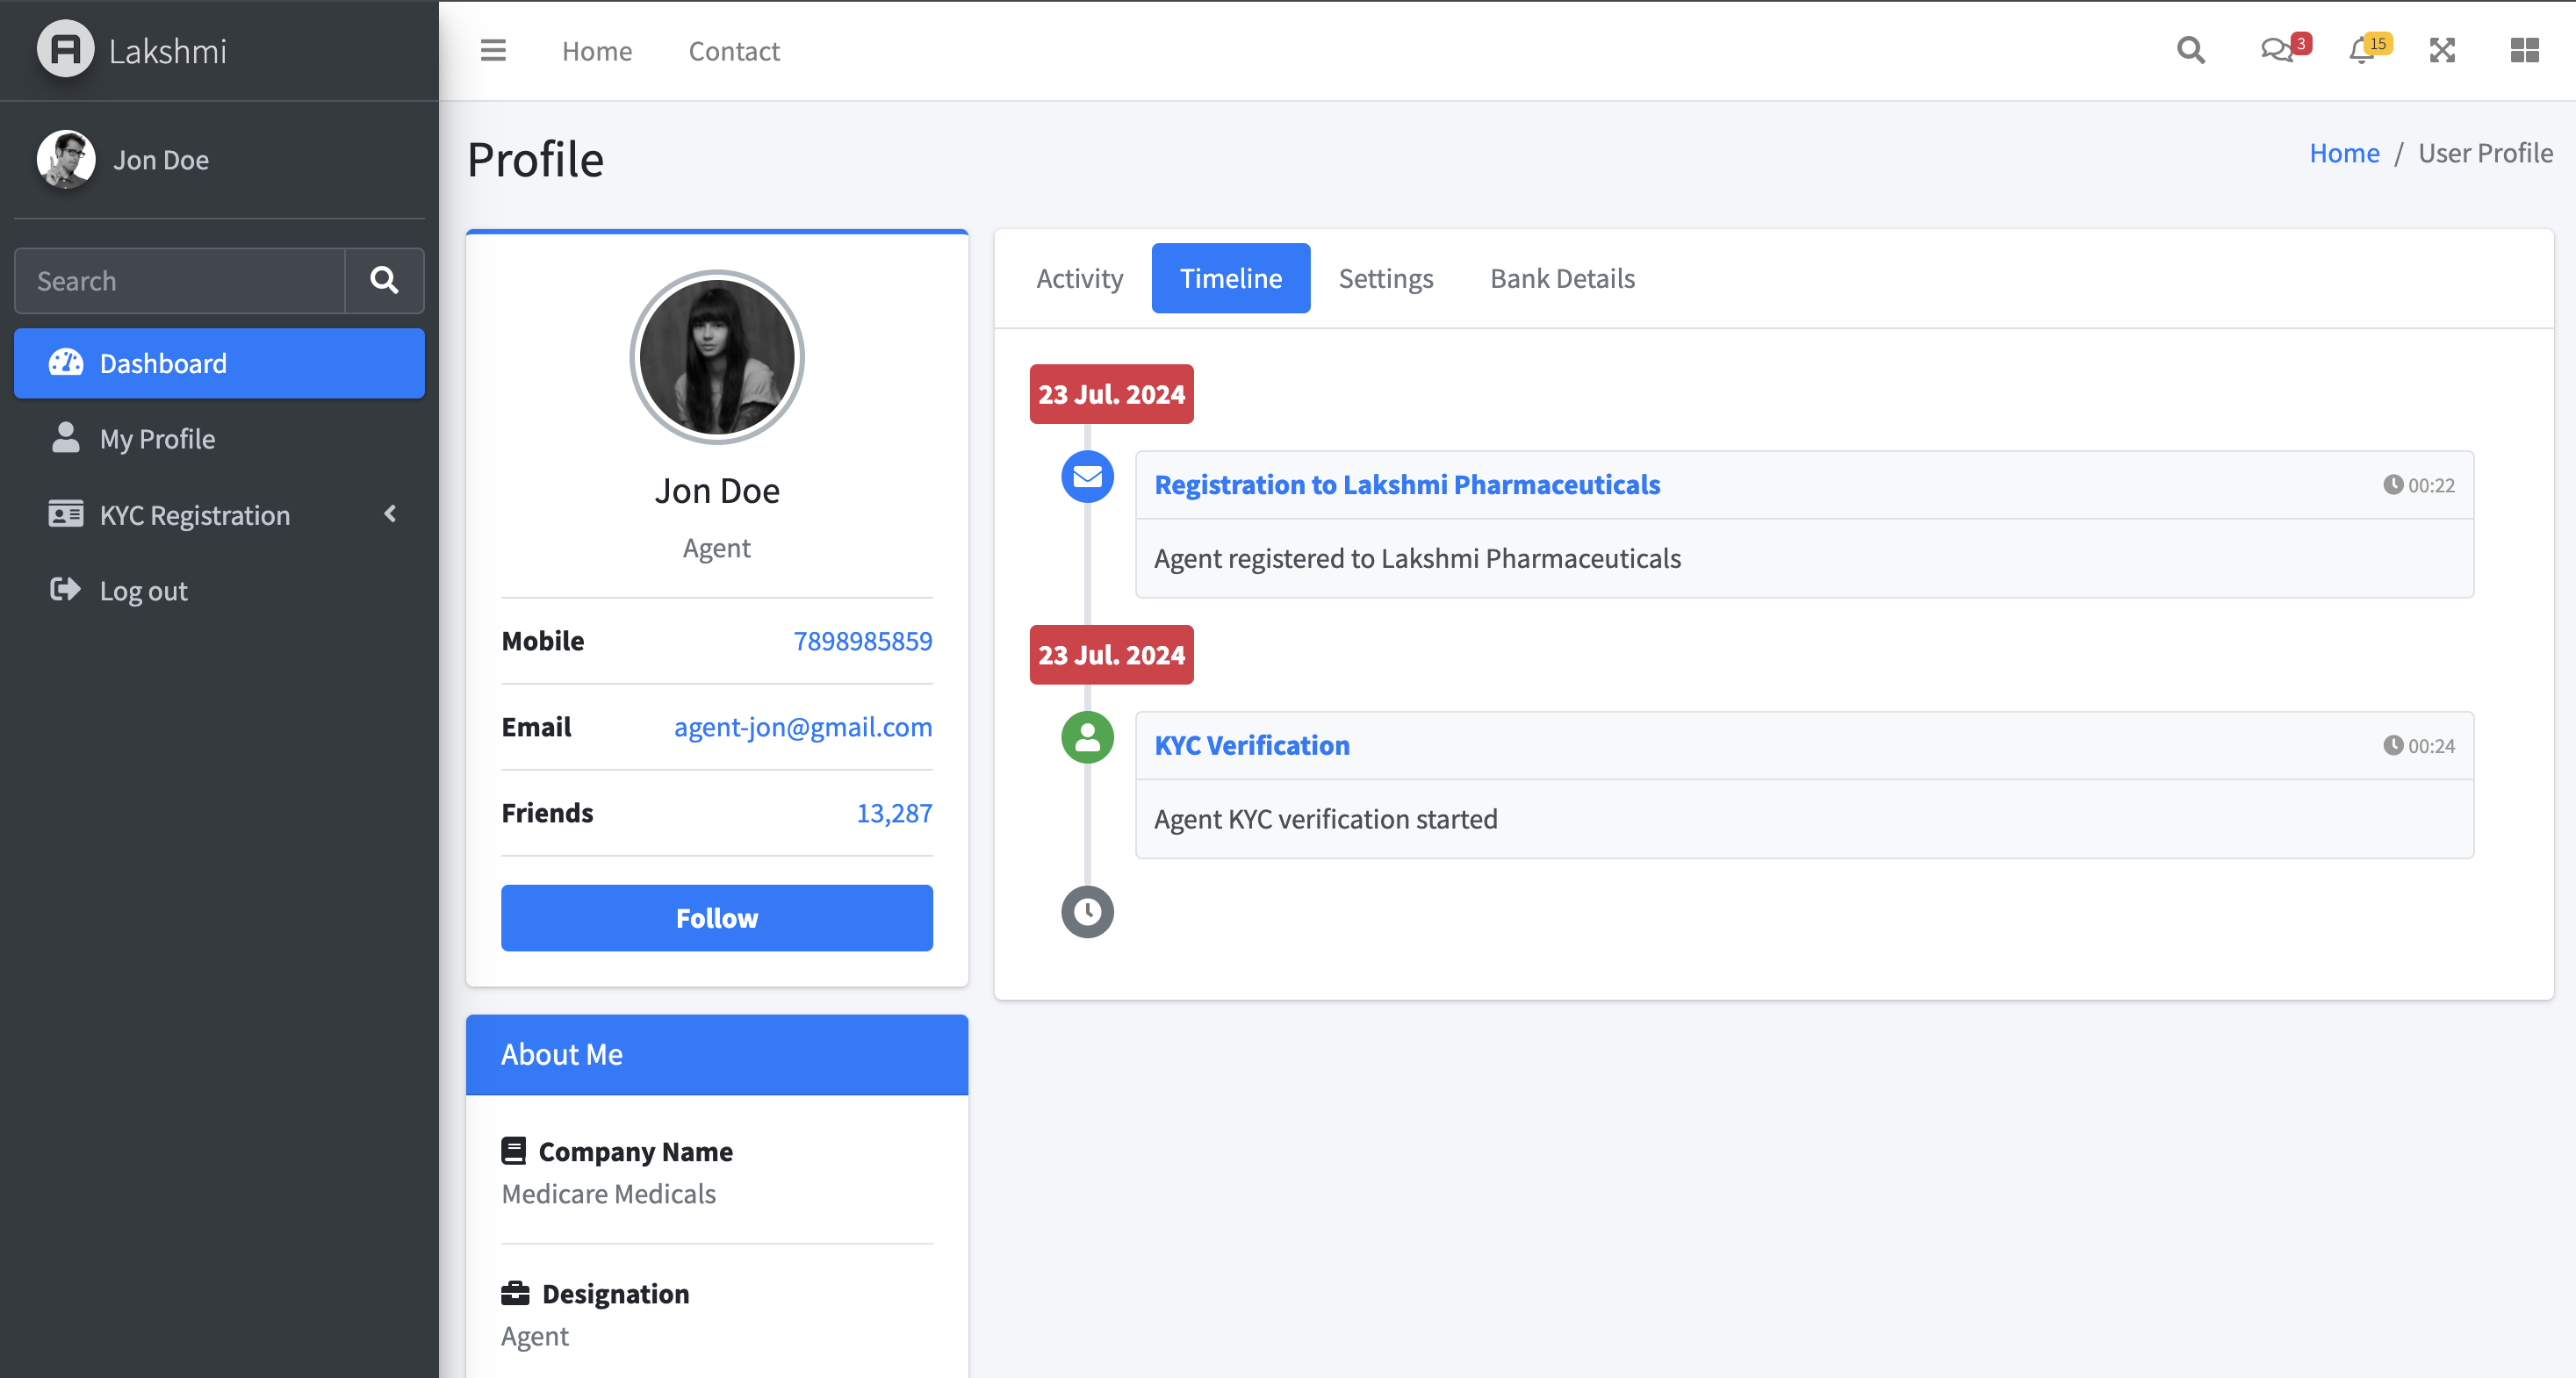 Lakshmi
Home
Contact
3
15
Jon Doe
Search
Dashboard
My Profile
KYC Registration
Log out
Profile
Home / User Profile
Jon Doe
Agent
Mobile 7898985859
Email agent-jon@gmail.com
Friends 13,287
Follow
About Me
Company Name
Medicare Medicals
Designation
Agent
Activity
Timeline
Settings
Bank Details
23 Jul. 2024
Registration to Lakshmi Pharmaceuticals 00:22
Agent registered to Lakshmi Pharmaceuticals
23 Jul. 2024
KYC Verification 00:24
Agent KYC verification started